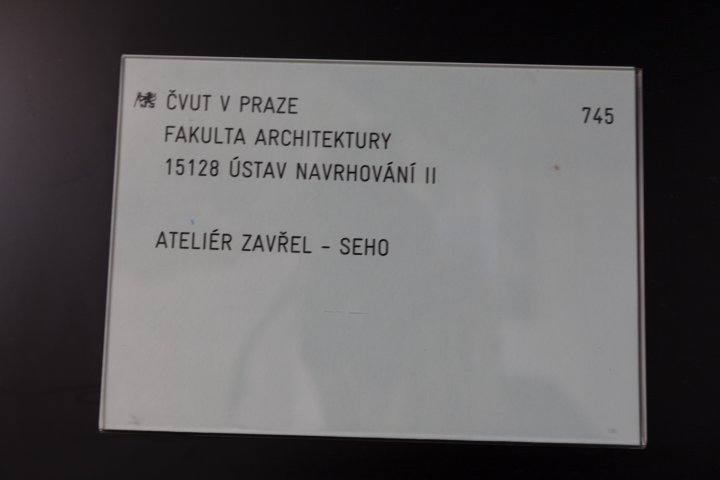 ČVUT V PRAZE
745
FAKULTA ARCHITEKTURY
15128 ÚSTAV NAVRHOVÁNÍ II
ATELIÉR ZAVŘEL - SEHO